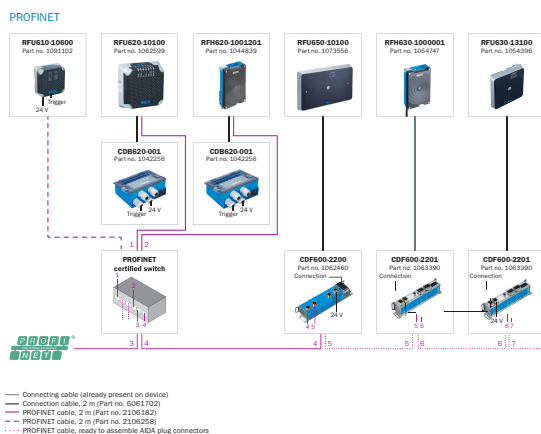 PROFINET
RFU610-10600
Part no. 1091102
Trigger
24 V
RFU620-10100
Part no. 1062599
RFH620-1001201
Part no. 1044839
RFU650-10100
Part no. 1073556
RFH630-1000001
Part no. 1054747
RFU630-13100
Part no. 1054396
CDB620-001
Part no. 1042256
24 V
Trigger
CDB620-001
Part no. 1042256
24 V
Trigger
1 2
PROFINET
certified switch
1
2
3 4
CDF600-2200
Part no. 1062460
Connection
24 V
4 5
CDF600-2201
Part no. 1063390
Connection
5 6
CDF600-2201
Part no. 1063390
Connection
24 V
6 7
PROFI
NET
®
3 4
4 5
5 6
6 7
Connecting cable (already present on device)
Connection cable, 2 m (Part no. 6061702)
PROFINET cable, 2 m (Part no. 2106182)
PROFINET cable, 2 m (Part no. 2106258)
PROFINET cable, ready to assemble AIDA plug connectors